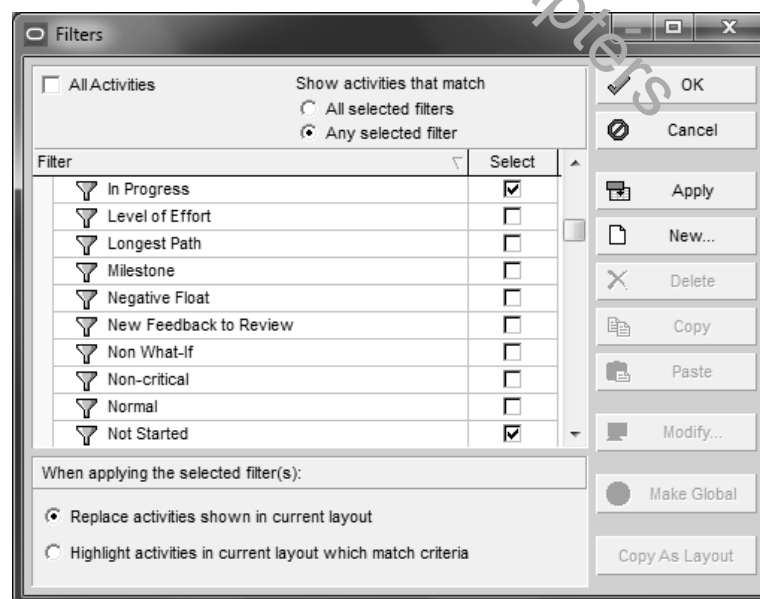 Filters
All Activities
Show activities that match
All selected filters
Any selected filter
Filter Select
In Progress
Level of Effort
Longest Path
Milestone
Negative Float
New Feedback to Review
Non What-If
Non-critical
Normal
Not Started
When applying the selected filter(s):
Replace activities shown in current layout
Highlight activities in current layout which match criteria
OK
Cancel
Apply
New...
Delete
Copy
Paste
Modify...
Make Global
Copy As Layout